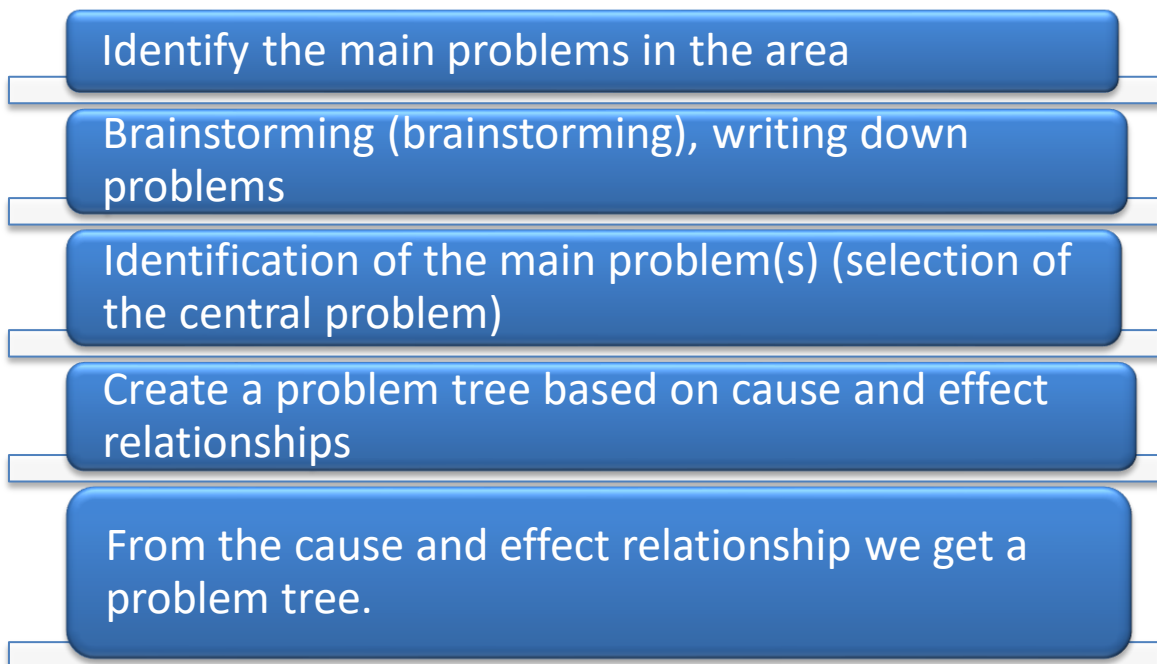 Identify the main problems in the area
Brainstorming (brainstorming), writing down
problems
Identification of the main problem(s) (selection of
the central problem)
Create a problem tree based on cause and effect
relationships
From the cause and effect relationship we get a
problem tree.